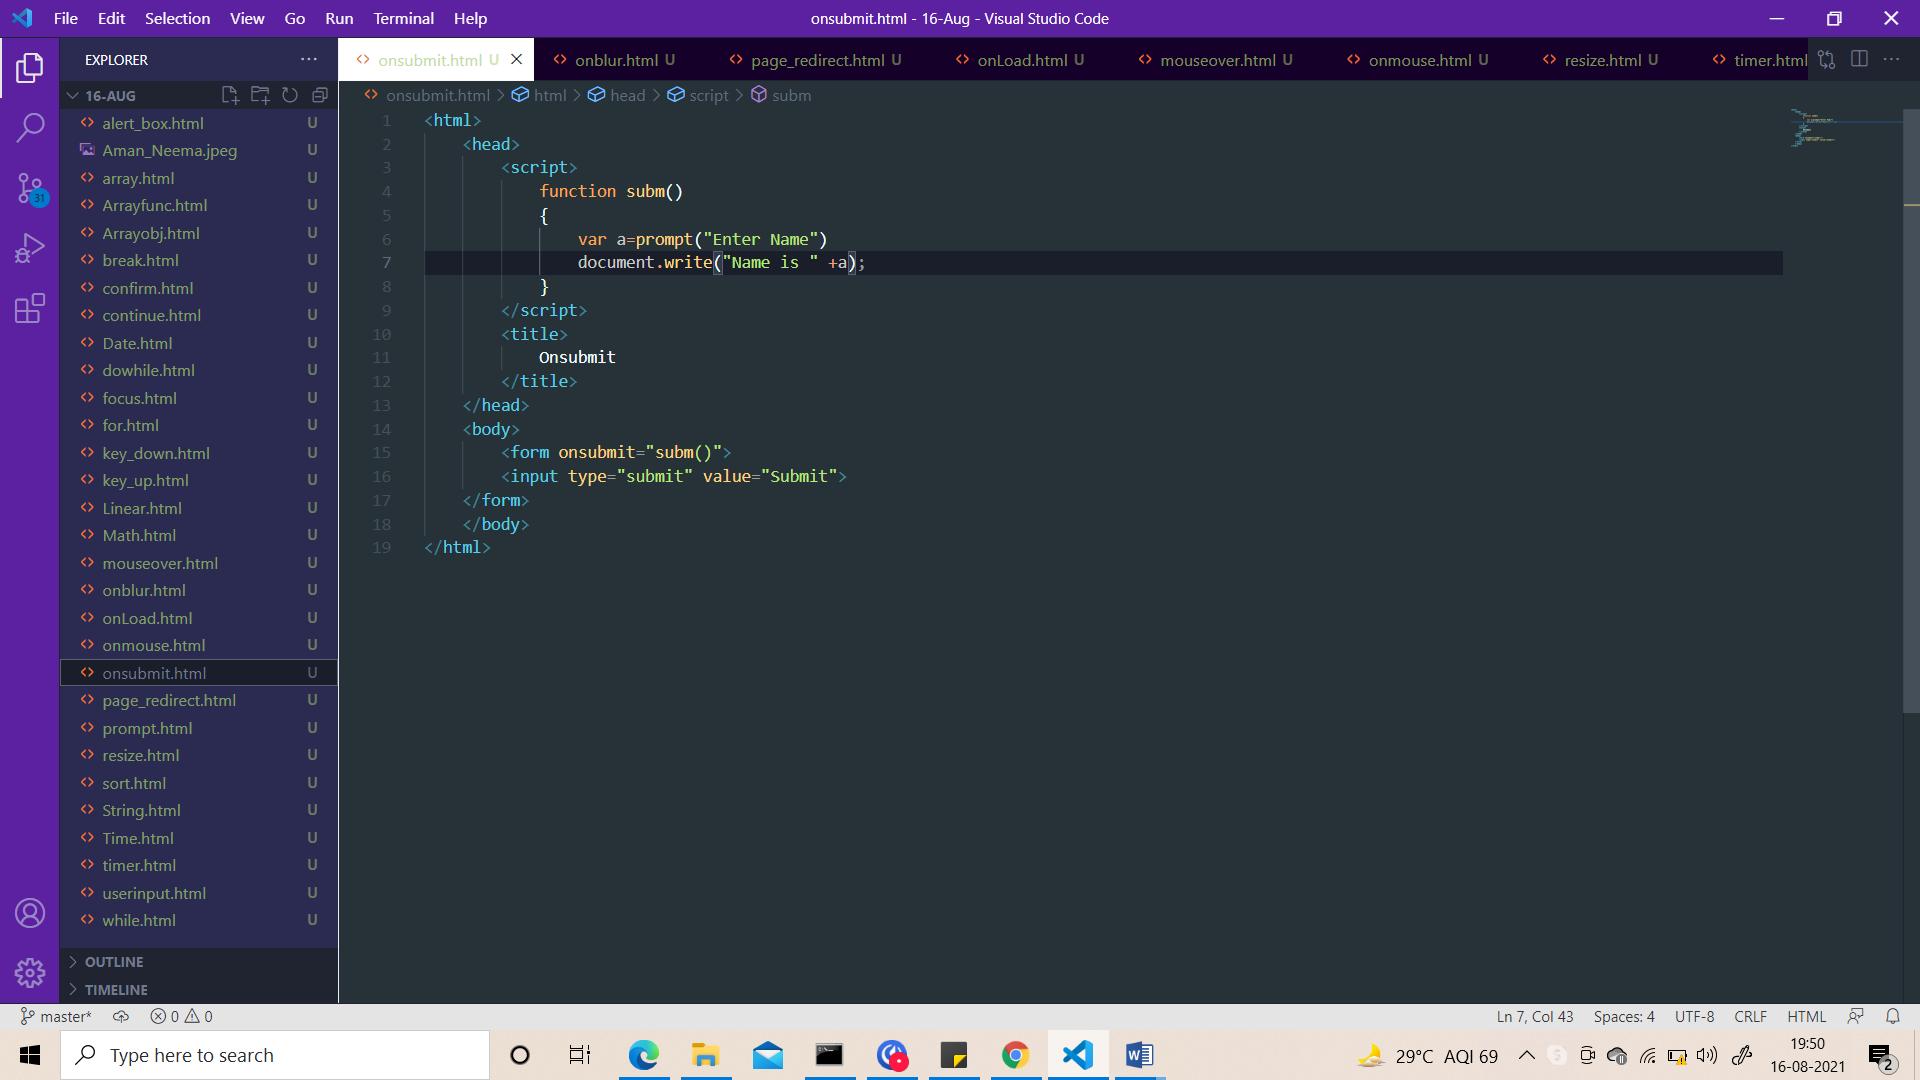 File Edit Selection View Go Run Terminal Help
onsubmit.html - 16-Aug - Visual Studio Code
EXPLORER
onsubmit.html U
onblur.html U
page_redirect.html U
onLoad.html U
mouseover.html U
onmouse.html U
resize.html U
timer.html
16-AUG
onsubmit.html > html > head > script > subm
alert_box.html U
Aman_Neema.jpeg U
array.html U
Arrayfunc.html U
Arrayobj.html U
break.html U
confirm.html U
continue.html U
Date.html U
dowhile.html U
focus.html U
for.html U
key_down.html U
key_up.html U
Linear.html U
Math.html U
mouseover.html U
onblur.html U
onLoad.html U
onmouse.html U
onsubmit.html U
page_redirect.html U
prompt.html U
resize.html U
sort.html U
String.html U
Time.html U
timer.html U
userinput.html U
while.html U
OUTLINE
TIMELINE
31
1 <html>
2 <head>
3 <script>
4 function subm()
5 {
6 var a=prompt("Enter Name")
7 document.write("Name is " +a);
8 }
9 </script>
10 <title>
11 Onsubmit
12 </title>
13 </head>
14 <body>
15 <form onsubmit="subm()">
16 <input type="submit" value="Submit">
17 </form>
18 </body>
19 </html>
master* 0 0
Ln 7, Col 43 Spaces: 4 UTF-8 CRLF HTML
Type here to search
29°C AQI 69
19:50
16-08-2021
2